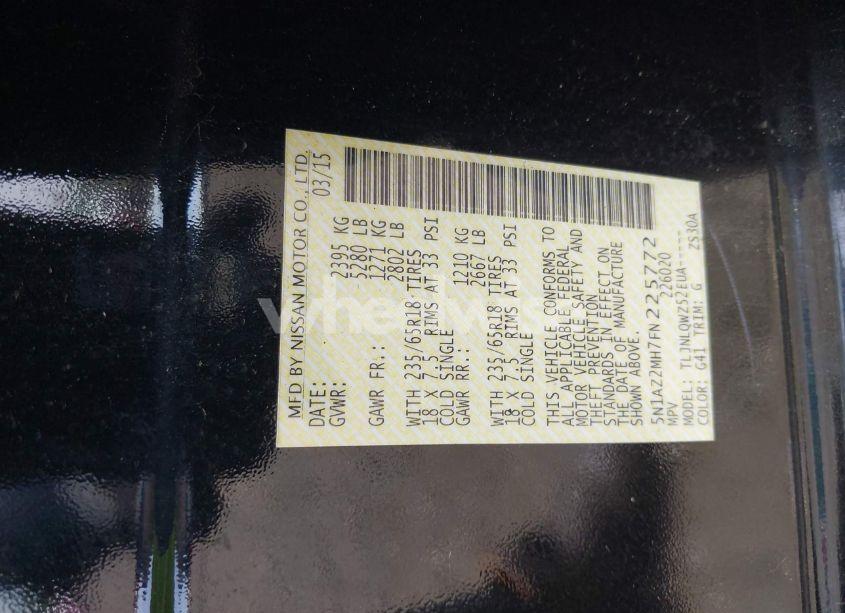 MFD BY NISSAN MOTOR CO., LTD.
DATE: 03/15
GVWR: 2395 KG
5280 LB
GAWR FR.: 1271 KG
2802 LB
WITH 235/65R18 TIRES
18 X 7.5 RIMS AT 33 PSI
COLD SINGLE
GAWR RR.: 1210 KG
2667 LB
WITH 235/65R18 TIRES
18 X 7.5 RIMS AT 33 PSI
COLD SINGLE
THIS VEHICLE CONFORMS TO
ALL APPLICABLE FEDERAL
MOTOR VEHICLE SAFETY AND
THEFT PREVENTION
STANDARDS IN EFFECT ON
THE DATE OF MANUFACTURE
SHOWN ABOVE.
5N1AZ2MH7FN225772
MPV 226020
MODEL: TLJNLQWZ52EUA-----
COLOR: G41 TRIM: G ZS30A